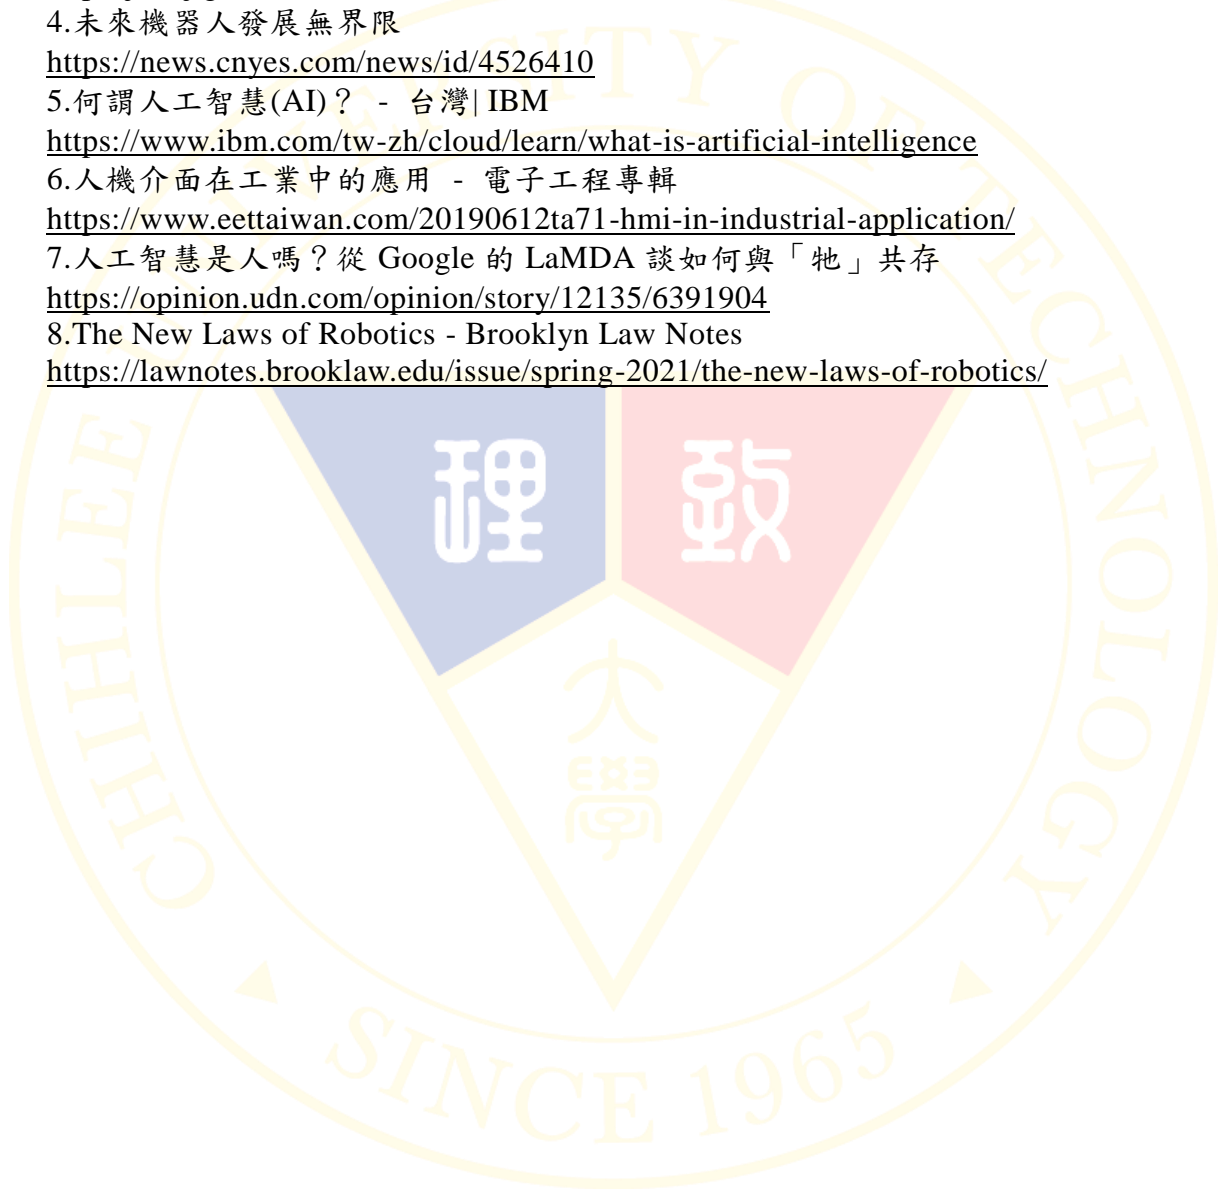 4.未來機器人發展無界限
https://news.cnyes.com/news/id/4526410
5.何謂人工智慧(AI)？ - 台灣| IBM
https://www.ibm.com/tw-zh/cloud/learn/what-is-artificial-intelligence
6.人機介面在工業中的應用 - 電子工程專輯
https://www.eettaiwan.com/20190612ta71-hmi-in-industrial-application/
7.人工智慧是人嗎？從 Google 的 LaMDA 談如何與「牠」共存
https://opinion.udn.com/opinion/story/12135/6391904
8.The New Laws of Robotics - Brooklyn Law Notes
https://lawnotes.brooklaw.edu/issue/spring-2021/the-new-laws-of-robotics/
CHIHLEE UNIVERSITY OF TECHNOLOGY
理 致
大
學
SINCE 1965